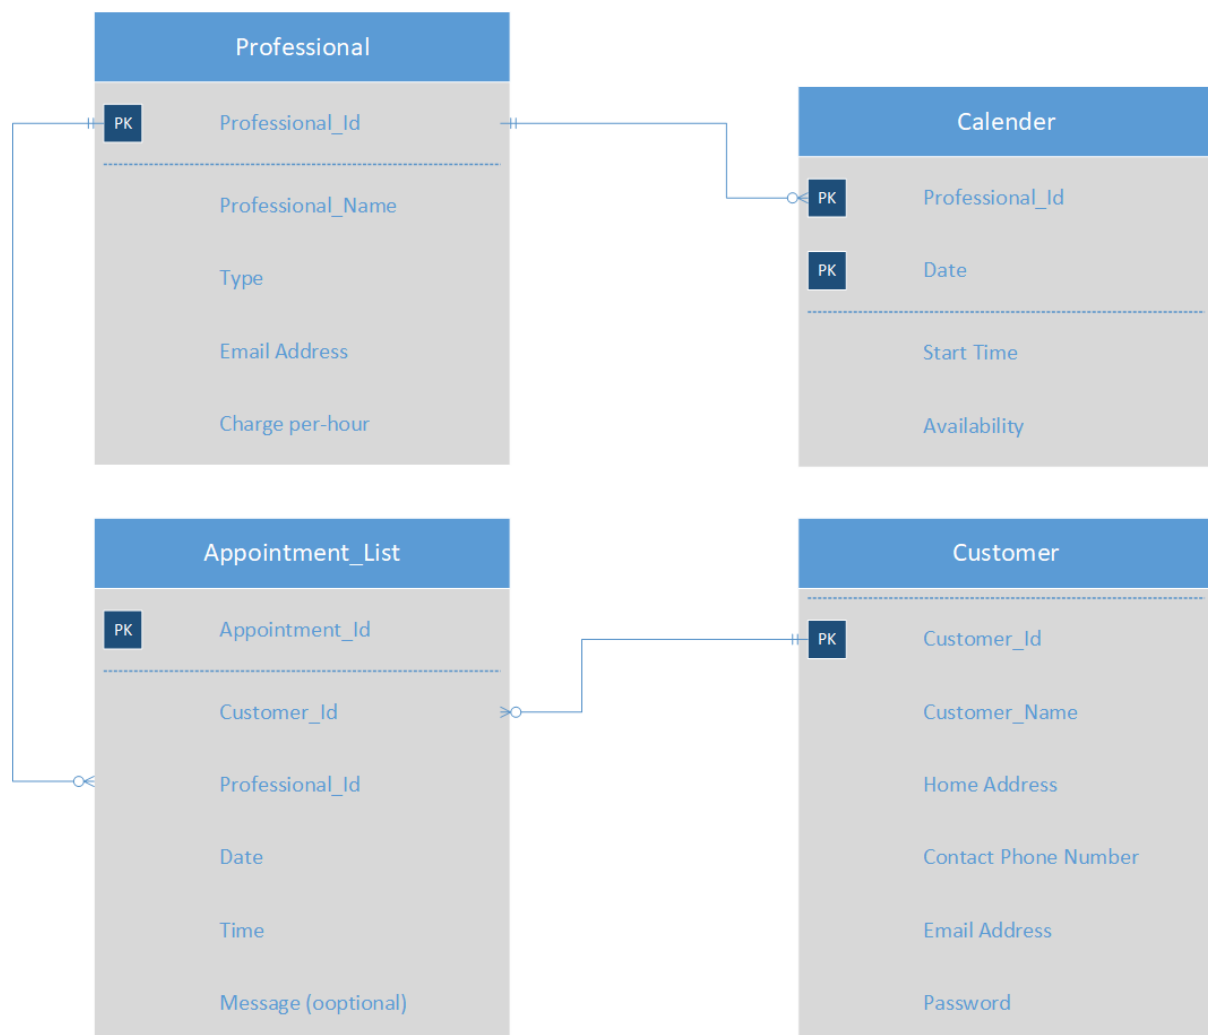 Professional
PK Professional_Id
Professional_Name
Type
Email Address
Charge per-hour
Calender
PK Professional_Id
PK Date
Start Time
Availability
Appointment_List
PK Appointment_Id
Customer_Id
Professional_Id
Date
Time
Message (ooptional)
Customer
PK Customer_Id
Customer_Name
Home Address
Contact Phone Number
Email Address
Password